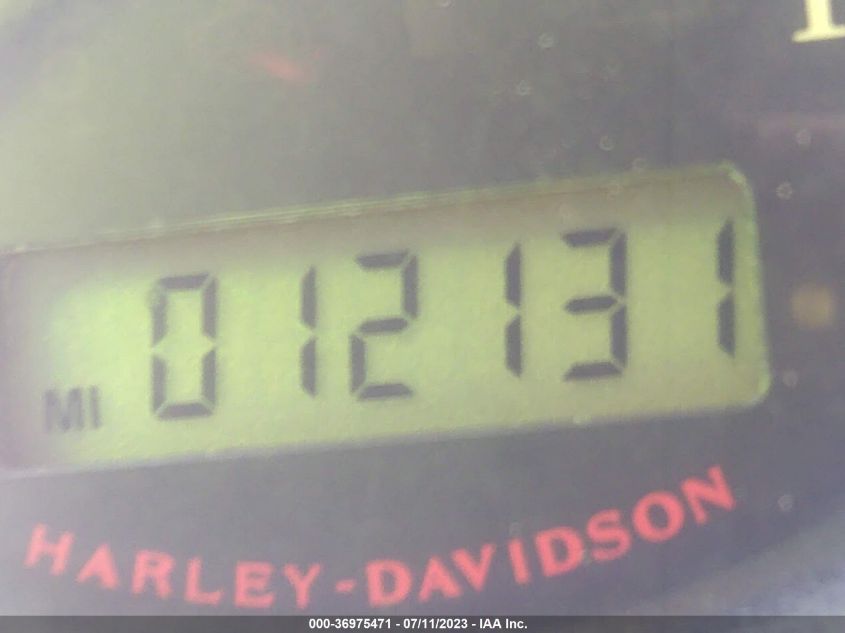 MI 012131
HARLEY-DAVIDSON
000-36975471 - 07/11/2023 - IAA Inc.